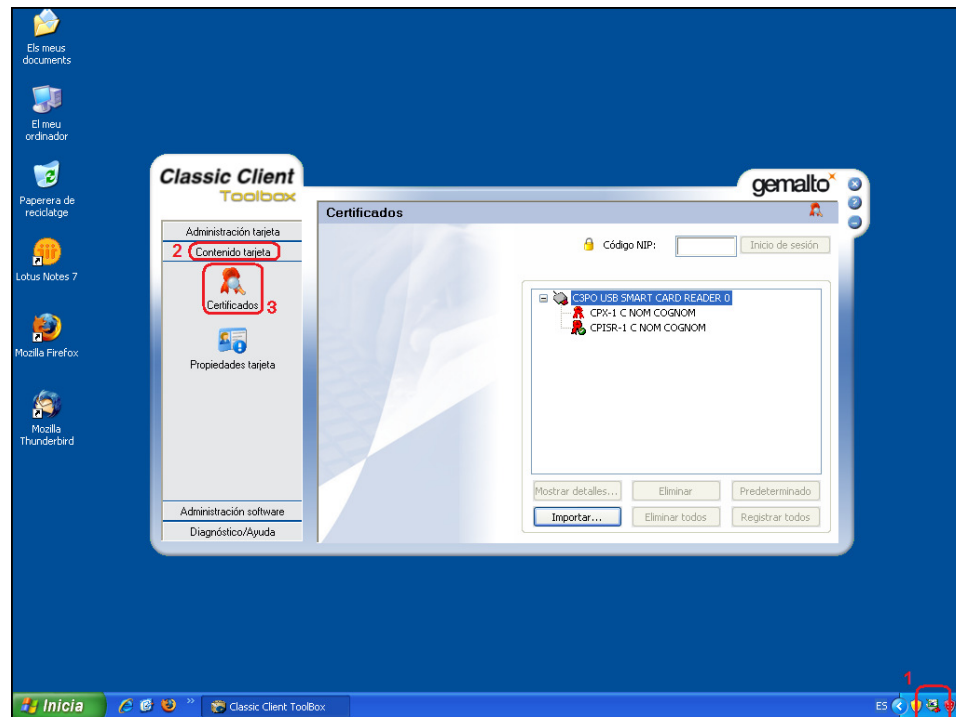 Els meus
documents
El meu
ordinador
Paperera de
reciclatge
Lotus Notes 7
Mozilla Firefox
Mozilla
Thunderbird
Classic Client
Toolbox
gemalto
Certificados
Administración tarjeta
2 Contenido tarjeta
Certificados 3
Propiedades tarjeta
Administración software
Diagnóstico/Ayuda
Código NIP:
Inicio de sesión
C3PO USB SMART CARD READER 0
CPX-1 C NOM COGNOM
CPISR-1 C NOM COGNOM
Mostrar detalles... Eliminar Predeterminado
Importar... Eliminar todos Registrar todos
1
Inicia
Classic Client ToolBox
ES